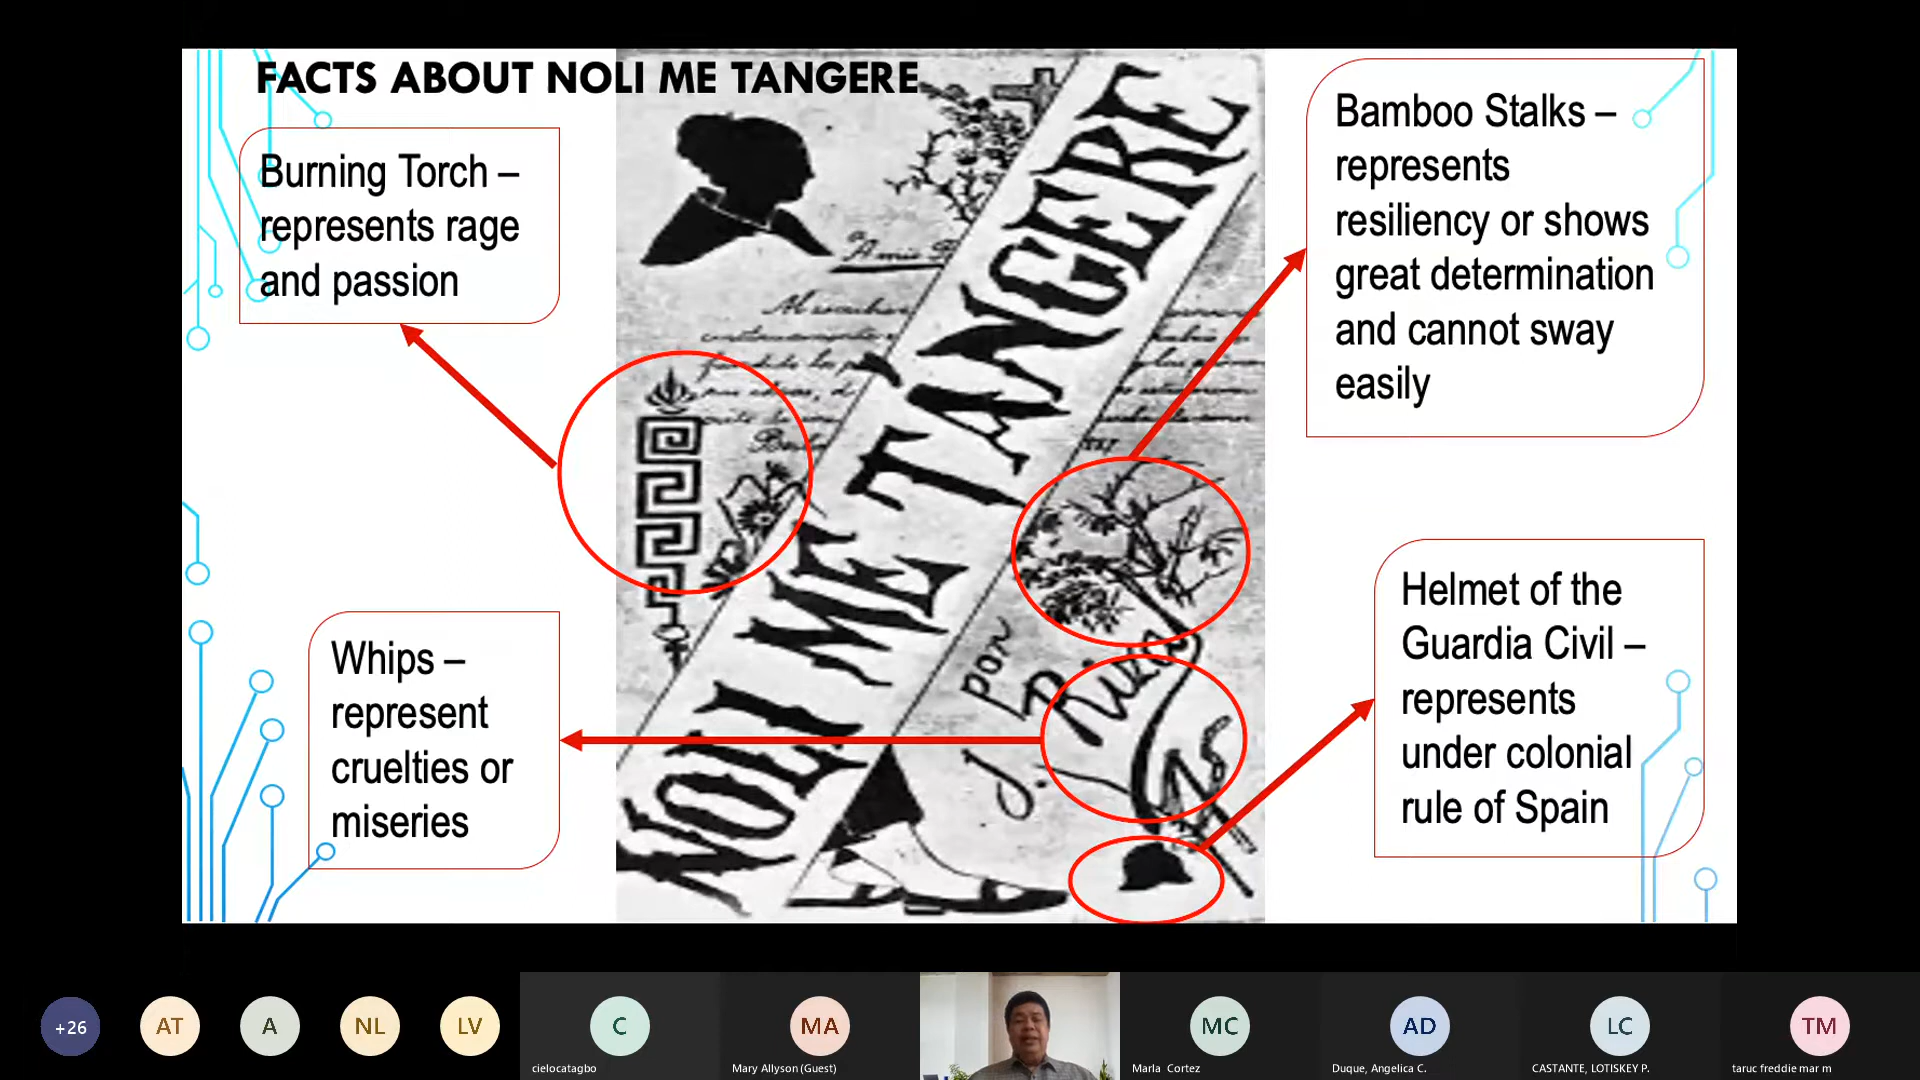 FACTS ABOUT NOLI ME TANGERE
Burning Torch –
represents rage
and passion
Whips –
represent
cruelties or
miseries
NOLI ME TÁNGERE
por
J. Rizal
Bamboo Stalks –
represents
resiliency or shows
great determination
and cannot sway
easily
Helmet of the
Guardia Civil –
represents
under colonial
rule of Spain
+26
AT
A
NL
LV
C
cielocatagbo
MA
Mary Allyson (Guest)
MC
Marla Cortez
AD
Duque, Angelica C.
LC
CASTANTE, LOTISKEY P.
TM
taruc freddie mar m